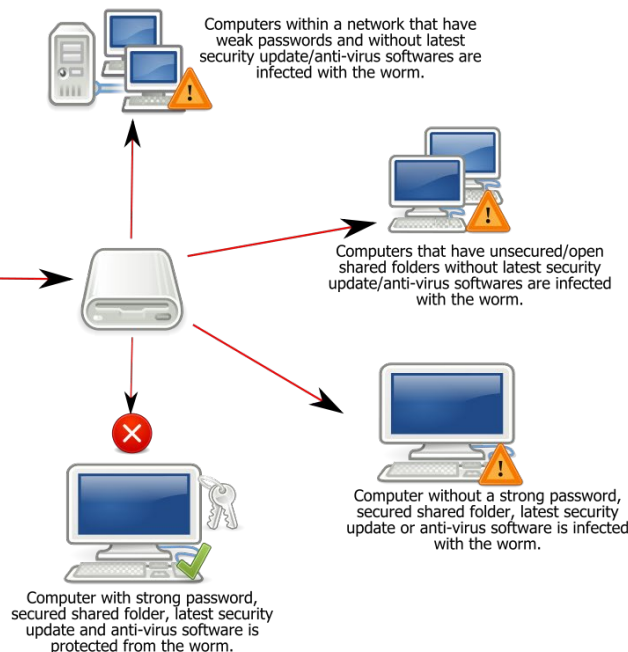 Computers within a network that have
weak passwords and without latest
security update/anti-virus softwares are
infected with the worm.
Computers that have unsecured/open
shared folders without latest security
update/anti-virus softwares are infected
with the worm.
Computer without a strong password,
secured shared folder, latest security
update or anti-virus software is infected
with the worm.
Computer with strong password,
secured shared folder, latest security
update and anti-virus software is
protected from the worm.